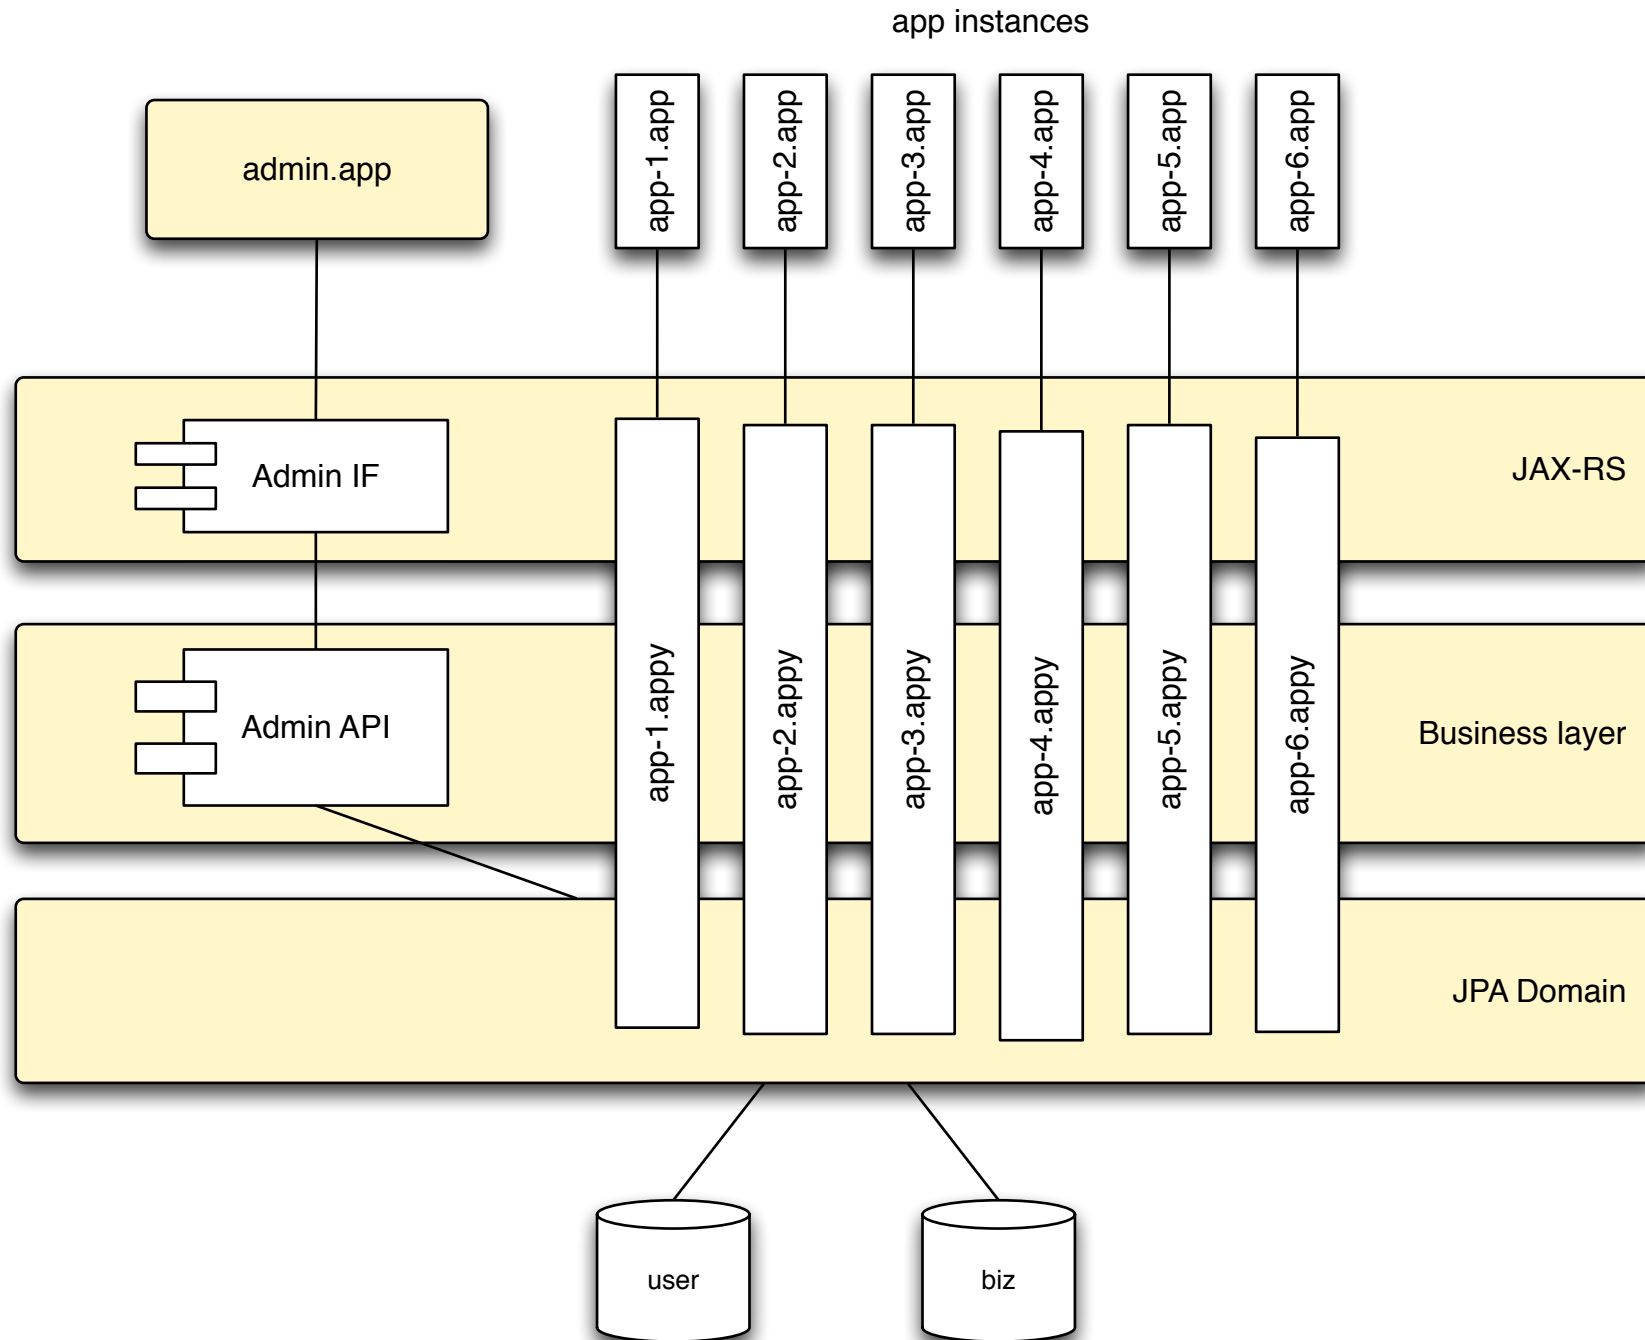 app instances
admin.app
app-1.app
app-2.app
app-3.app
app-4.app
app-5.app
app-6.app
Admin IF
JAX-RS
Admin API
app-1.appy
app-2.appy
app-3.appy
app-4.appy
app-5.appy
app-6.appy
Business layer
JPA Domain
user
biz